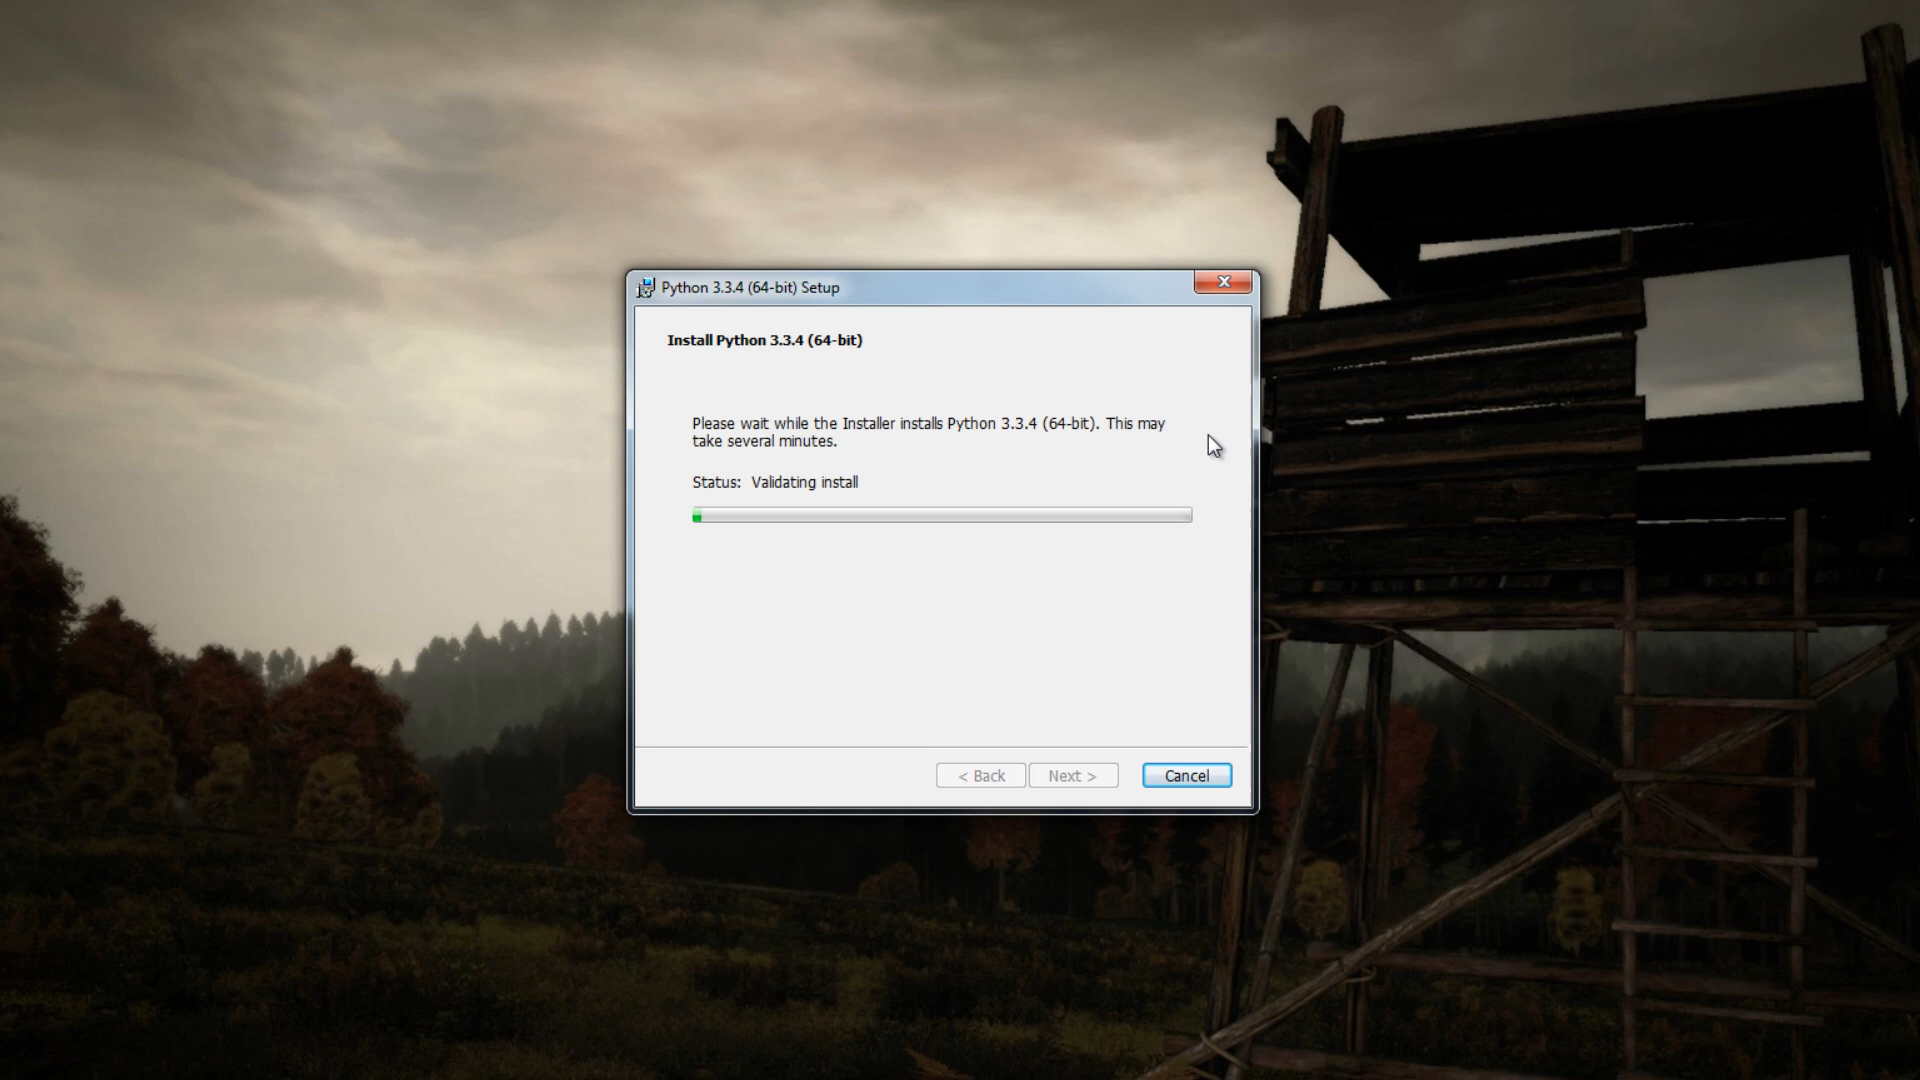 Python 3.3.4 (64-bit) Setup
Install Python 3.3.4 (64-bit)
Please wait while the Installer installs Python 3.3.4 (64-bit). This may
take several minutes.
Status: Validating install
< Back Next > Cancel